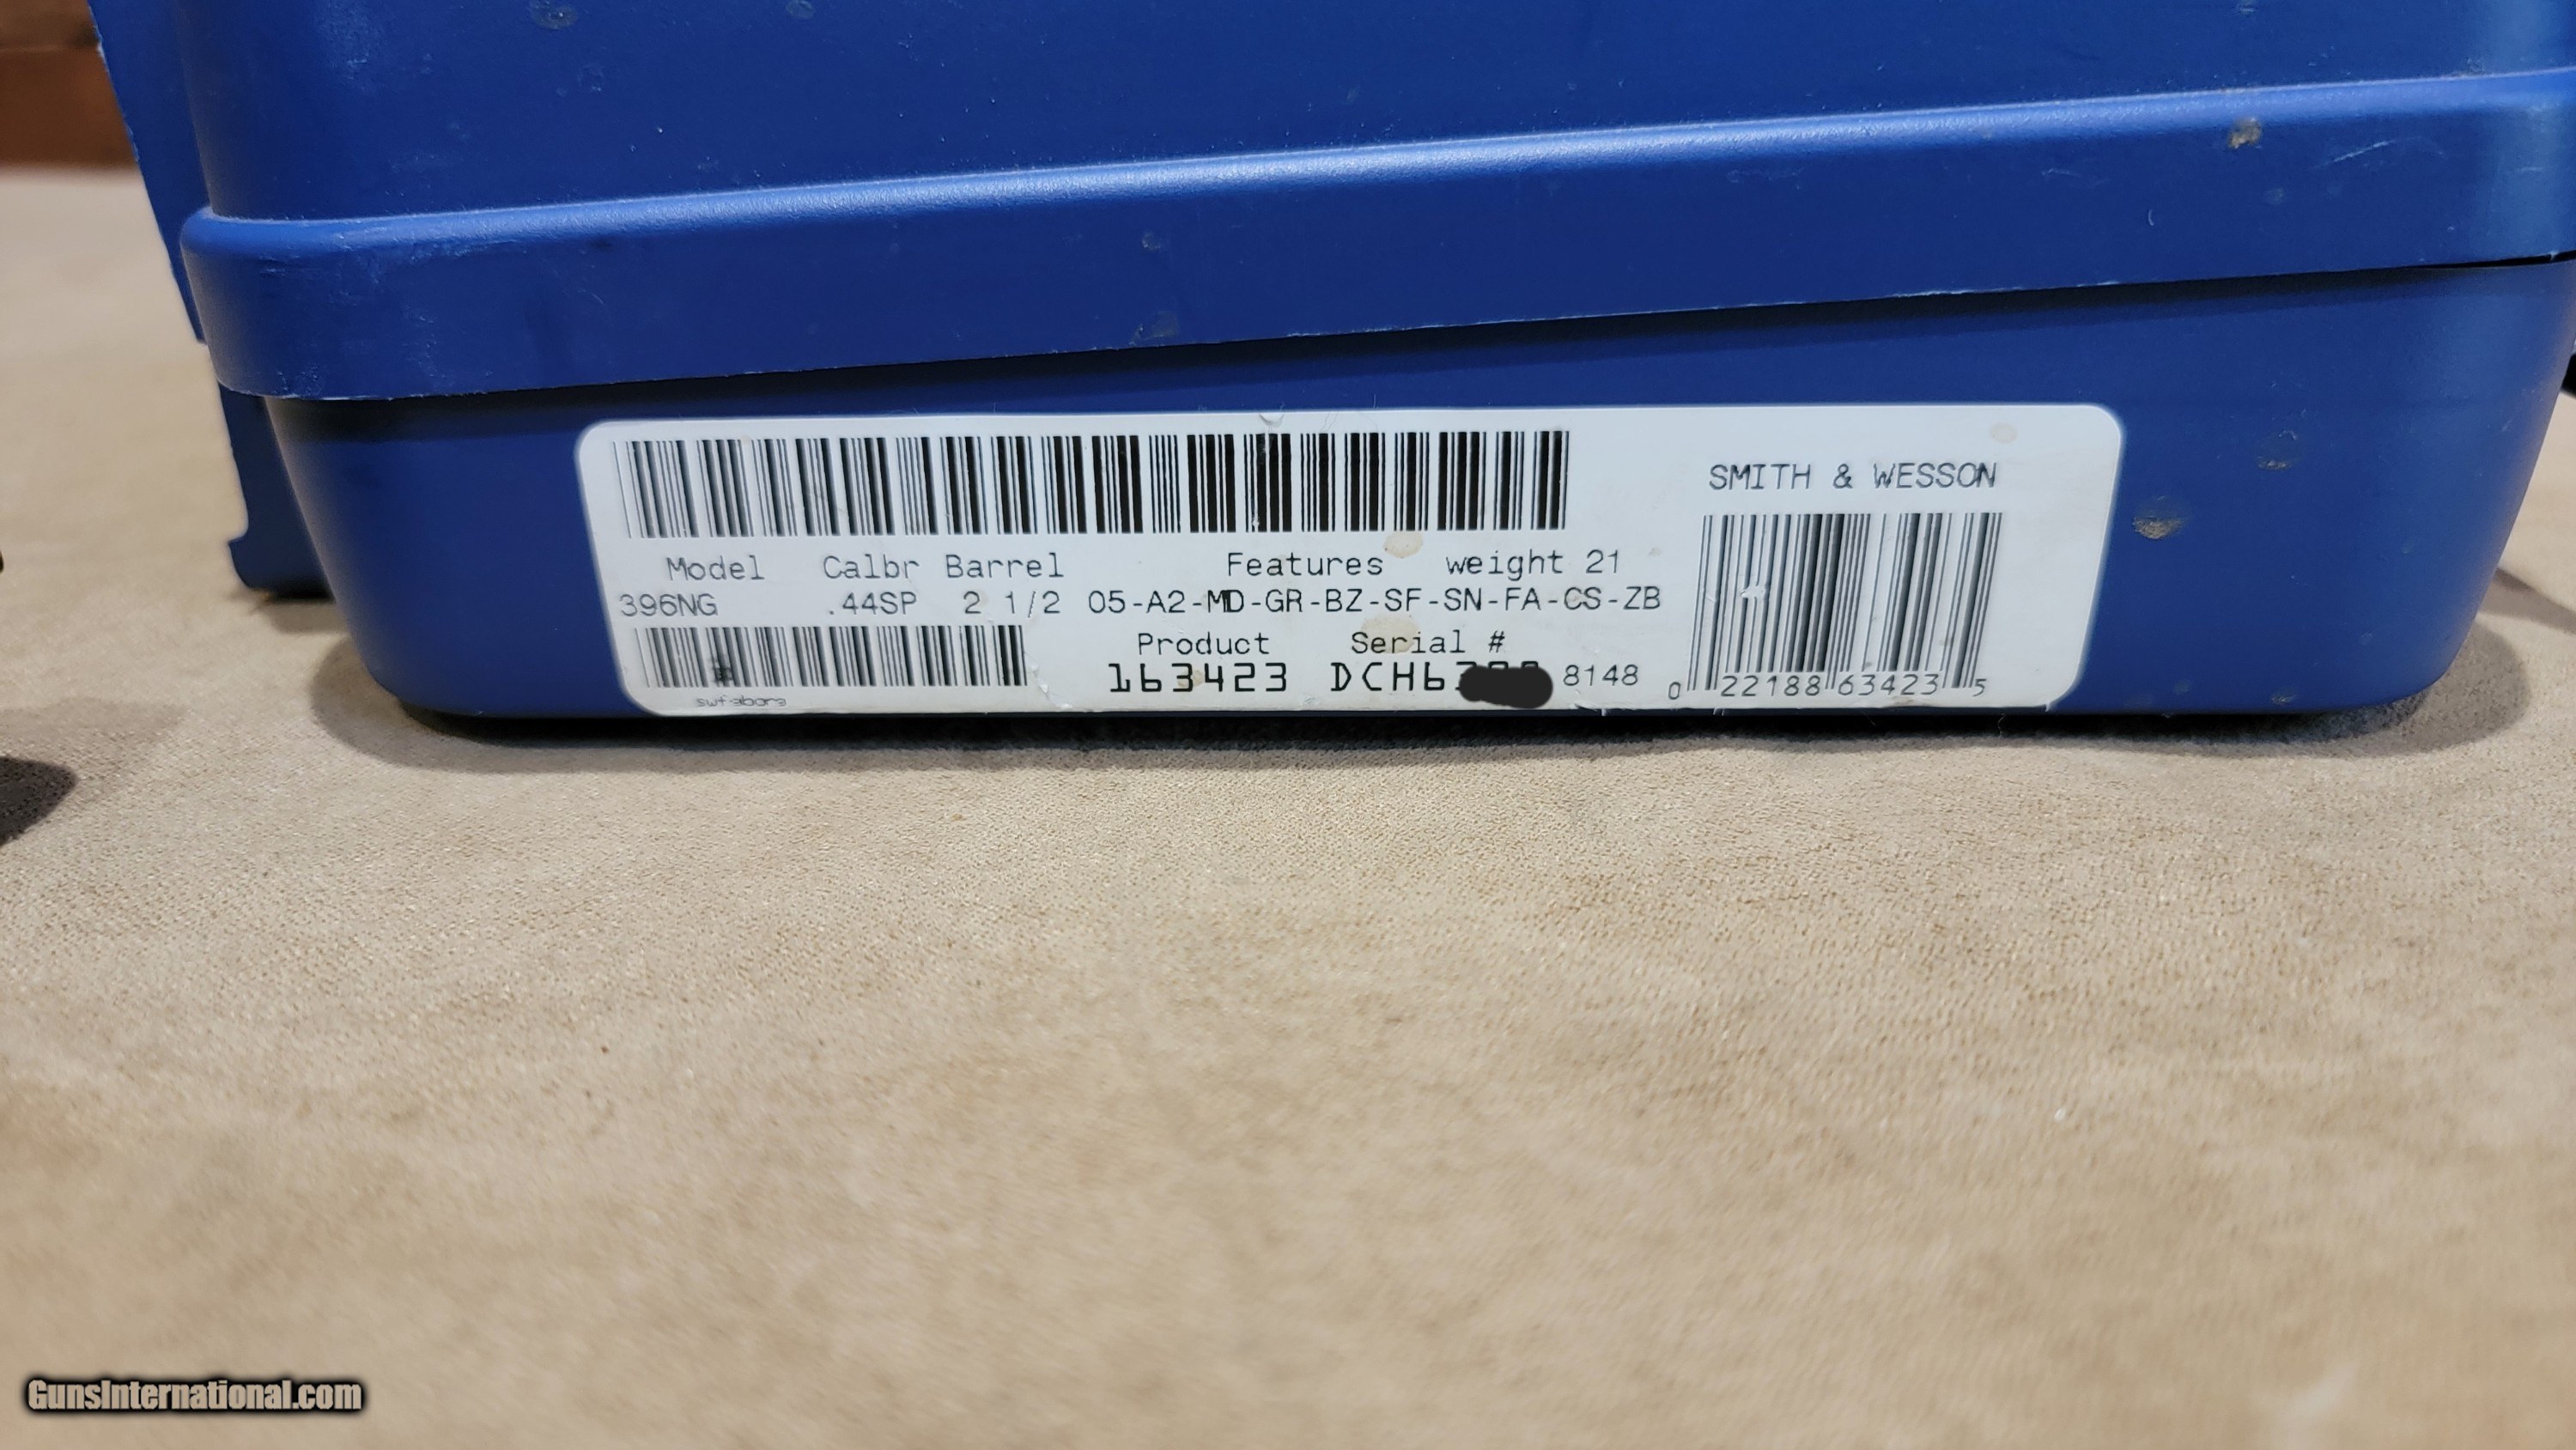 SMITH & WESSON
Model Calbr Barrel Features weight 21
396NG .44SP 2 1/2 05-A2-MD-GR-BZ-SF-SN-FA-CS-ZB
Product Serial #
163423 DCH6 8148
0 22188 63423 5
GunsInternational.com